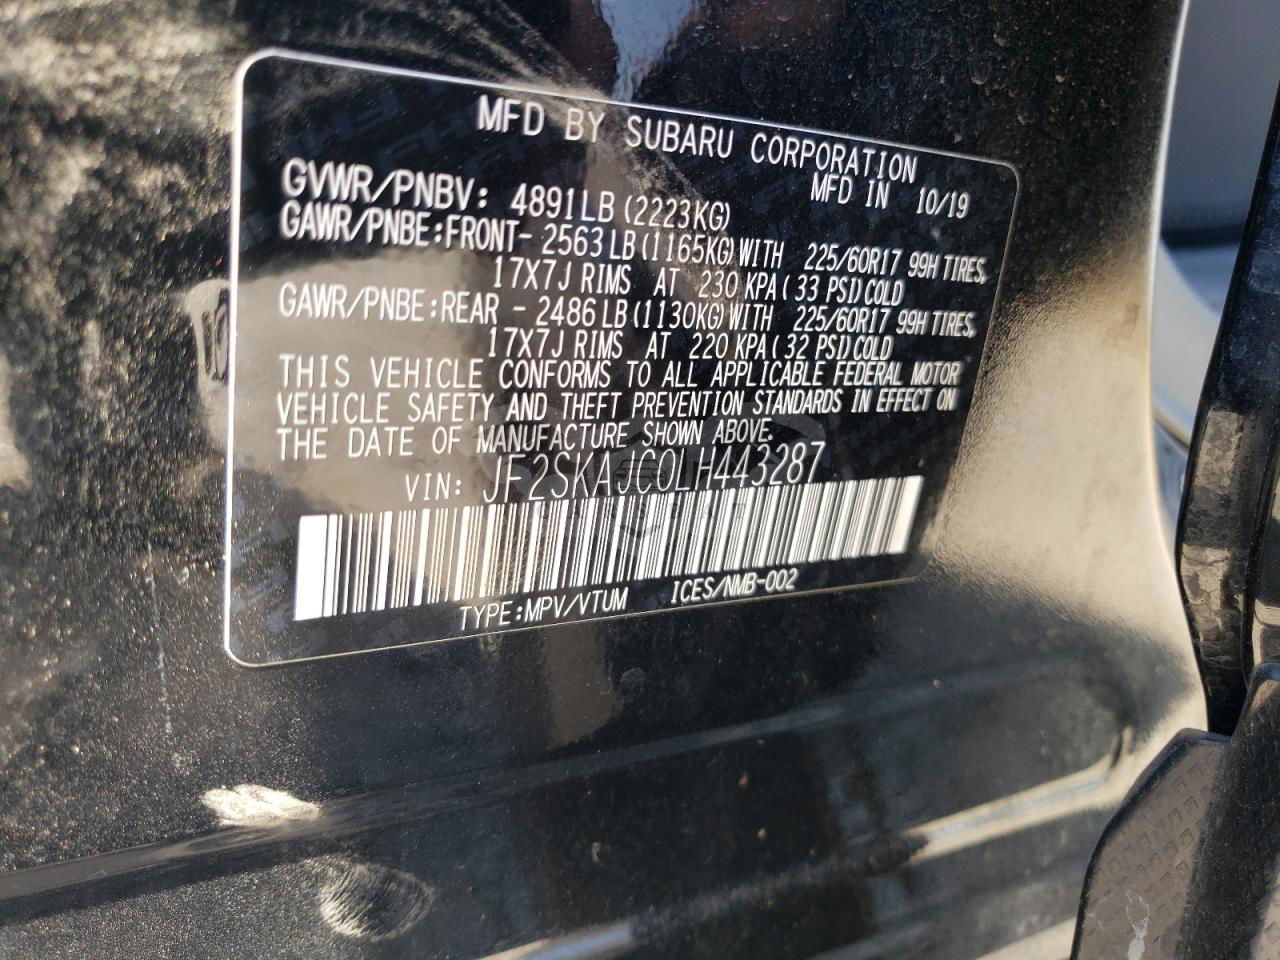 MFD BY SUBARU CORPORATION
MFD IN 10/19
GVWR/PNBV: 4891LB (2223KG)
GAWR/PNBE:FRONT- 2563 LB (1165KG) WITH 225/60R17 99H TIRES,
17X7J RIMS AT 230 KPA ( 33 PSI) COLD
GAWR/PNBE:REAR - 2486 LB (1130KG) WITH 225/60R17 99H TIRES,
17X7J RIMS AT 220 KPA ( 32 PSI) COLD
THIS VEHICLE CONFORMS TO ALL APPLICABLE FEDERAL MOTOR
VEHICLE SAFETY AND THEFT PREVENTION STANDARDS IN EFFECT ON
THE DATE OF MANUFACTURE SHOWN ABOVE.
VIN: JF2SKAJC0LH443287
TYPE:MPV/VTUM ICES/NMB-002